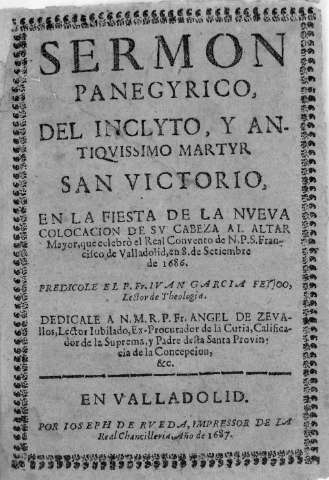 SERMON
PANEGYRICO,
DEL INCLYTO, Y AN-
TIQVISSIMO MARTYR
SAN VICTORIO,
EN LA FIESTA DE LA NVEVA
COLOCACION DE SV CABEZA AL ALTAR
Mayor, que celebrò el Real Convento de N.P.S. Fran-
cisco, de Valladolid, en 8. de Setiembre
de 1686.
PREDICOLE EL P. Fr. IVAN GARCIA FEYJOO,
Lector de Theologia.
DEDICALE A N. M. R. P. Fr. ANGEL DE ZEVA-
llos, Lector Iubilado, Ex-Procurador de la Curia, Califica-
dor de la Suprema, y Padre desta Santa Provin-
cia de la Concepcion,
&c.
EN VALLADOLID.
POR IOSEPH DE RVEDA, IMPRESSOR DE LA
Real Chancilleria, Año de 1687.